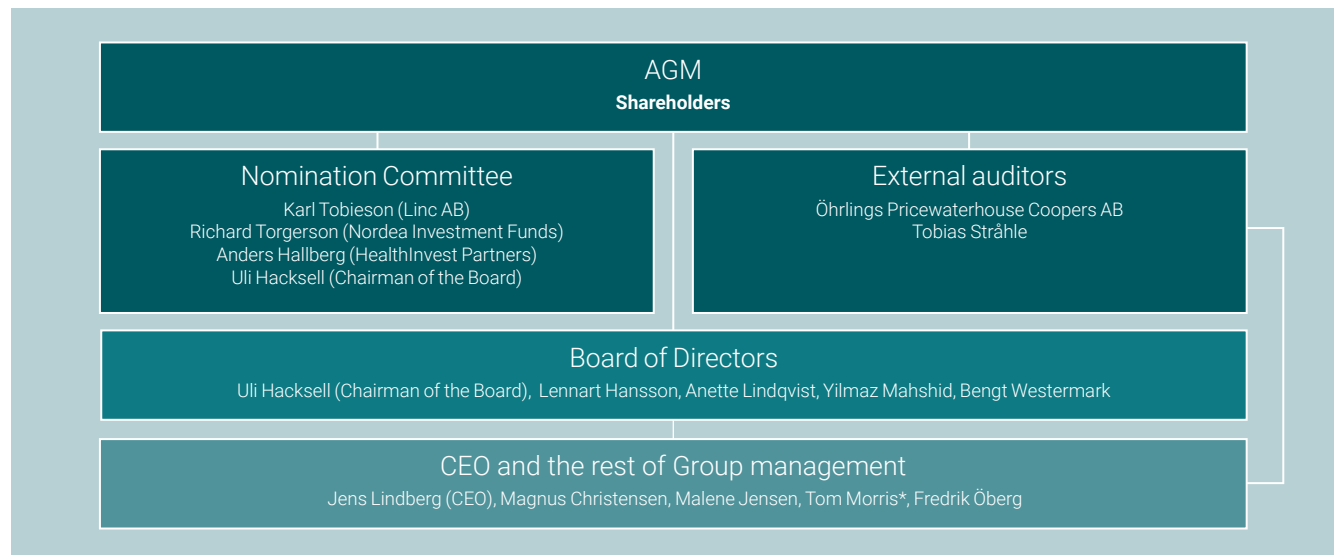 AGM
Shareholders
Nomination Committee
Karl Tobieson (Linc AB)
Richard Torgerson (Nordea Investment Funds)
Anders Hallberg (HealthInvest Partners)
Uli Hacksell (Chairman of the Board)
External auditors
Öhrlings Pricewaterhouse Coopers AB
Tobias Stråhle
Board of Directors
Uli Hacksell (Chairman of the Board), Lennart Hansson, Anette Lindqvist, Yilmaz Mahshid, Bengt Westermark
CEO and the rest of Group management
Jens Lindberg (CEO), Magnus Christensen, Malene Jensen, Tom Morris*, Fredrik Öberg